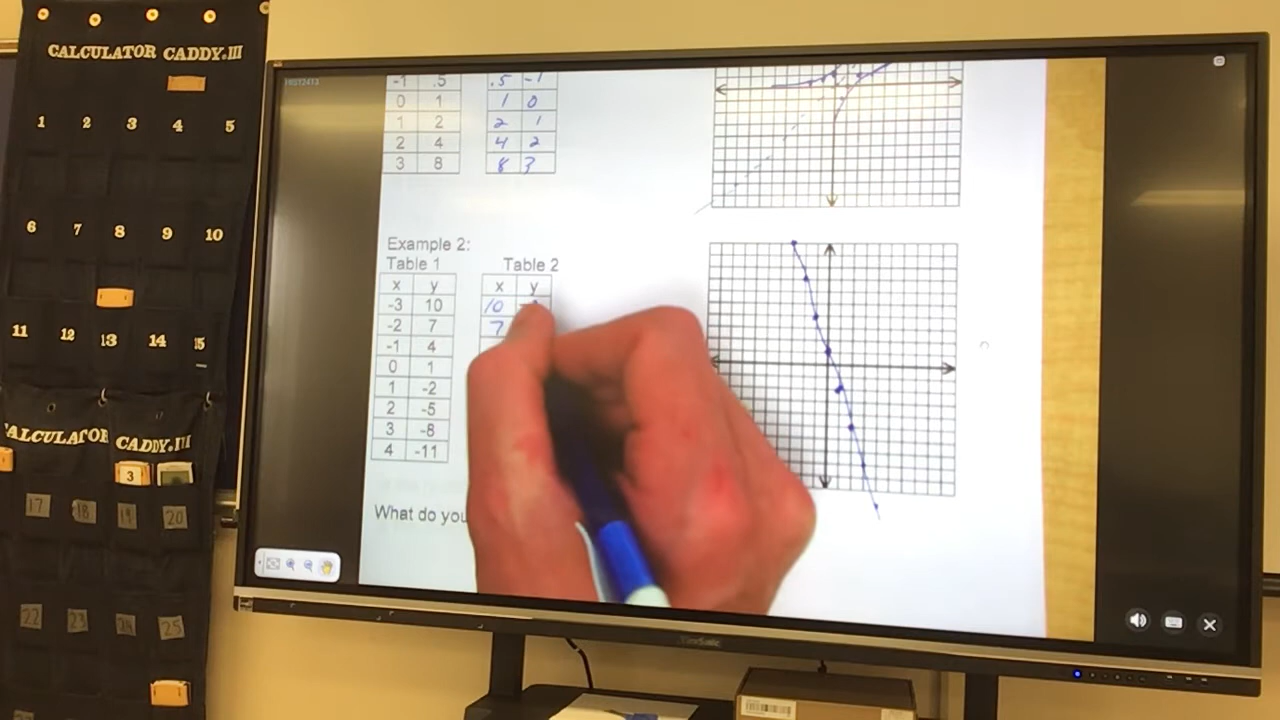 CALCULATOR CADDY III
1 2 3 4 5
6 7 8 9 10
11 12 13 14 15
CALCULATOR CADDY III
3
17 18 19 20
22 23 24 25
-1 .5 .5 -1
0 1 1 0
1 2 2 1
2 4 4 2
3 8 8 3
Example 2:
Table 1 Table 2
x y x y
-3 10 10
-2 7 7
-1 4
0 1
1 -2
2 -5
3 -8
4 -11
What do you
ViewSonic